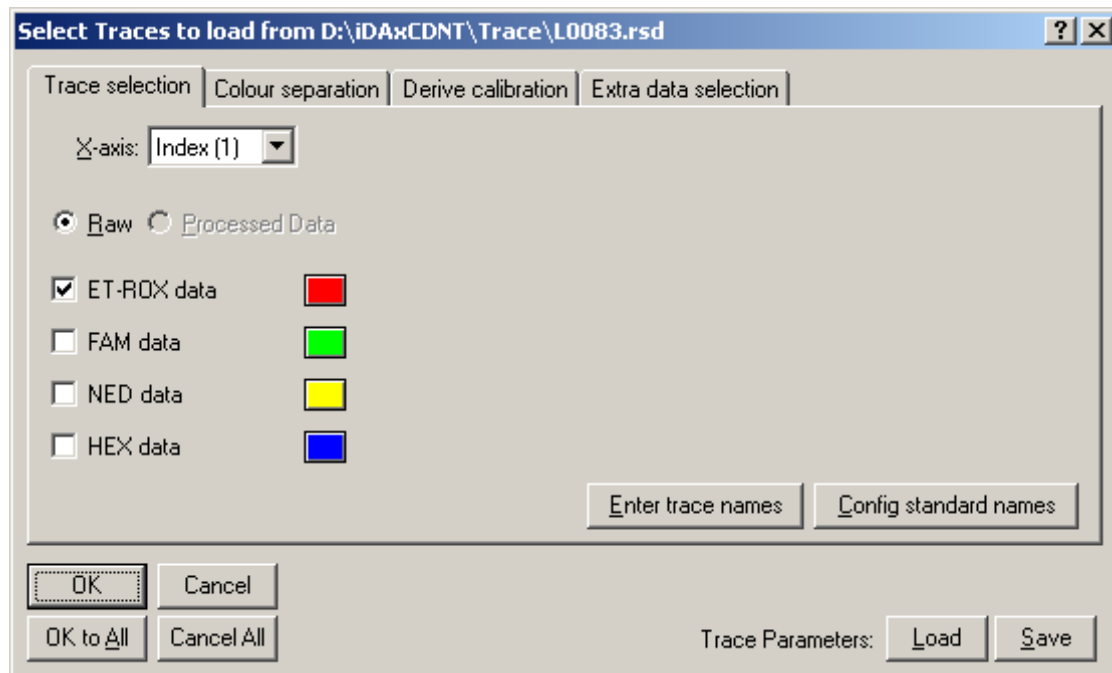 Select Traces to load from D:\iDAxCDNT\Trace\L0083.rsd
Trace selection Colour separation Derive calibration Extra data selection
X-axis: Index (1)
Raw Processed Data
ET-ROX data
FAM data
NED data
HEX data
Enter trace names Config standard names
OK Cancel
OK to All Cancel All Trace Parameters: Load Save